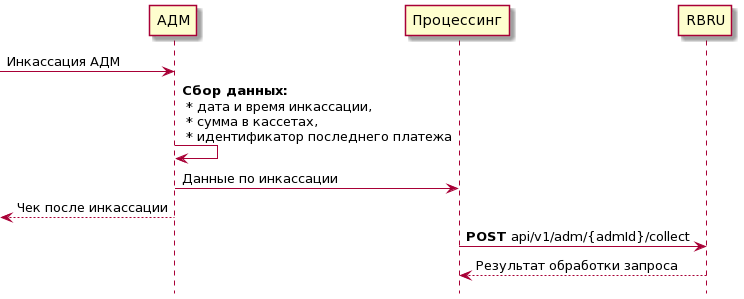 АДМ
Процессинг
RBRU
Инкассация АДМ
Сбор данных:
* дата и время инкассации,
* сумма в кассетах,
* идентификатор последнего платежа
Данные по инкассации
Чек после инкассации
POST api/v1/adm/{admId}/collect
Результат обработки запроса